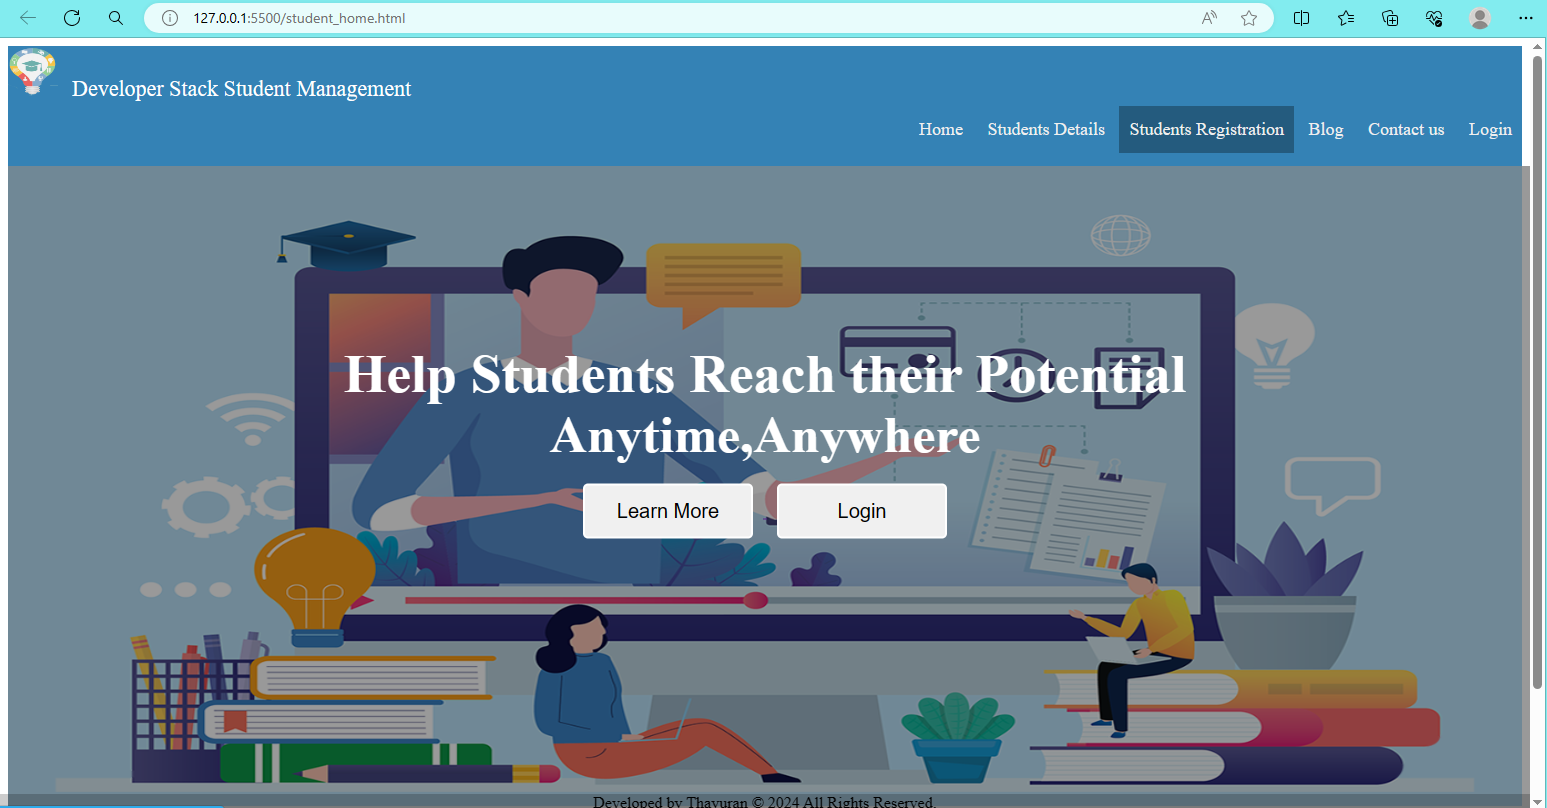 127.0.0.1:5500/student_home.html
Developer Stack Student Management
Home Students Details Students Registration Blog Contact us Login
Help Students Reach their Potential
Anytime,Anywhere
Learn More Login
Developed by Thavuran © 2024 All Rights Reserved.